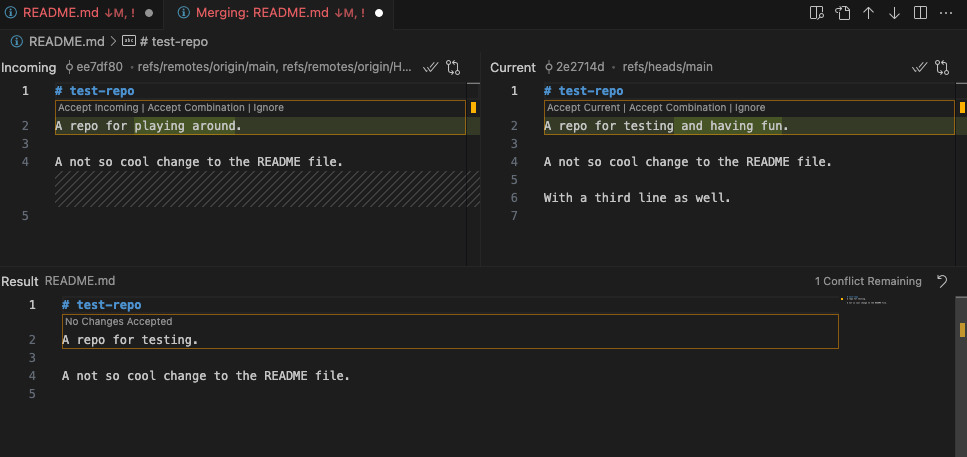 README.md ↓M, !
Merging: README.md ↓M, !
README.md > # test-repo
Incoming ee7df80 • refs/remotes/origin/main, refs/remotes/origin/H...
1 # test-repo
Accept Incoming | Accept Combination | Ignore
2 A repo for playing around.
3
4 A not so cool change to the README file.
5
Current 2e2714d • refs/heads/main
1 # test-repo
Accept Current | Accept Combination | Ignore
2 A repo for testing and having fun.
3
4 A not so cool change to the README file.
5
6 With a third line as well.
7
Result README.md
1 Conflict Remaining
1 # test-repo
No Changes Accepted
2 A repo for testing.
3
4 A not so cool change to the README file.
5